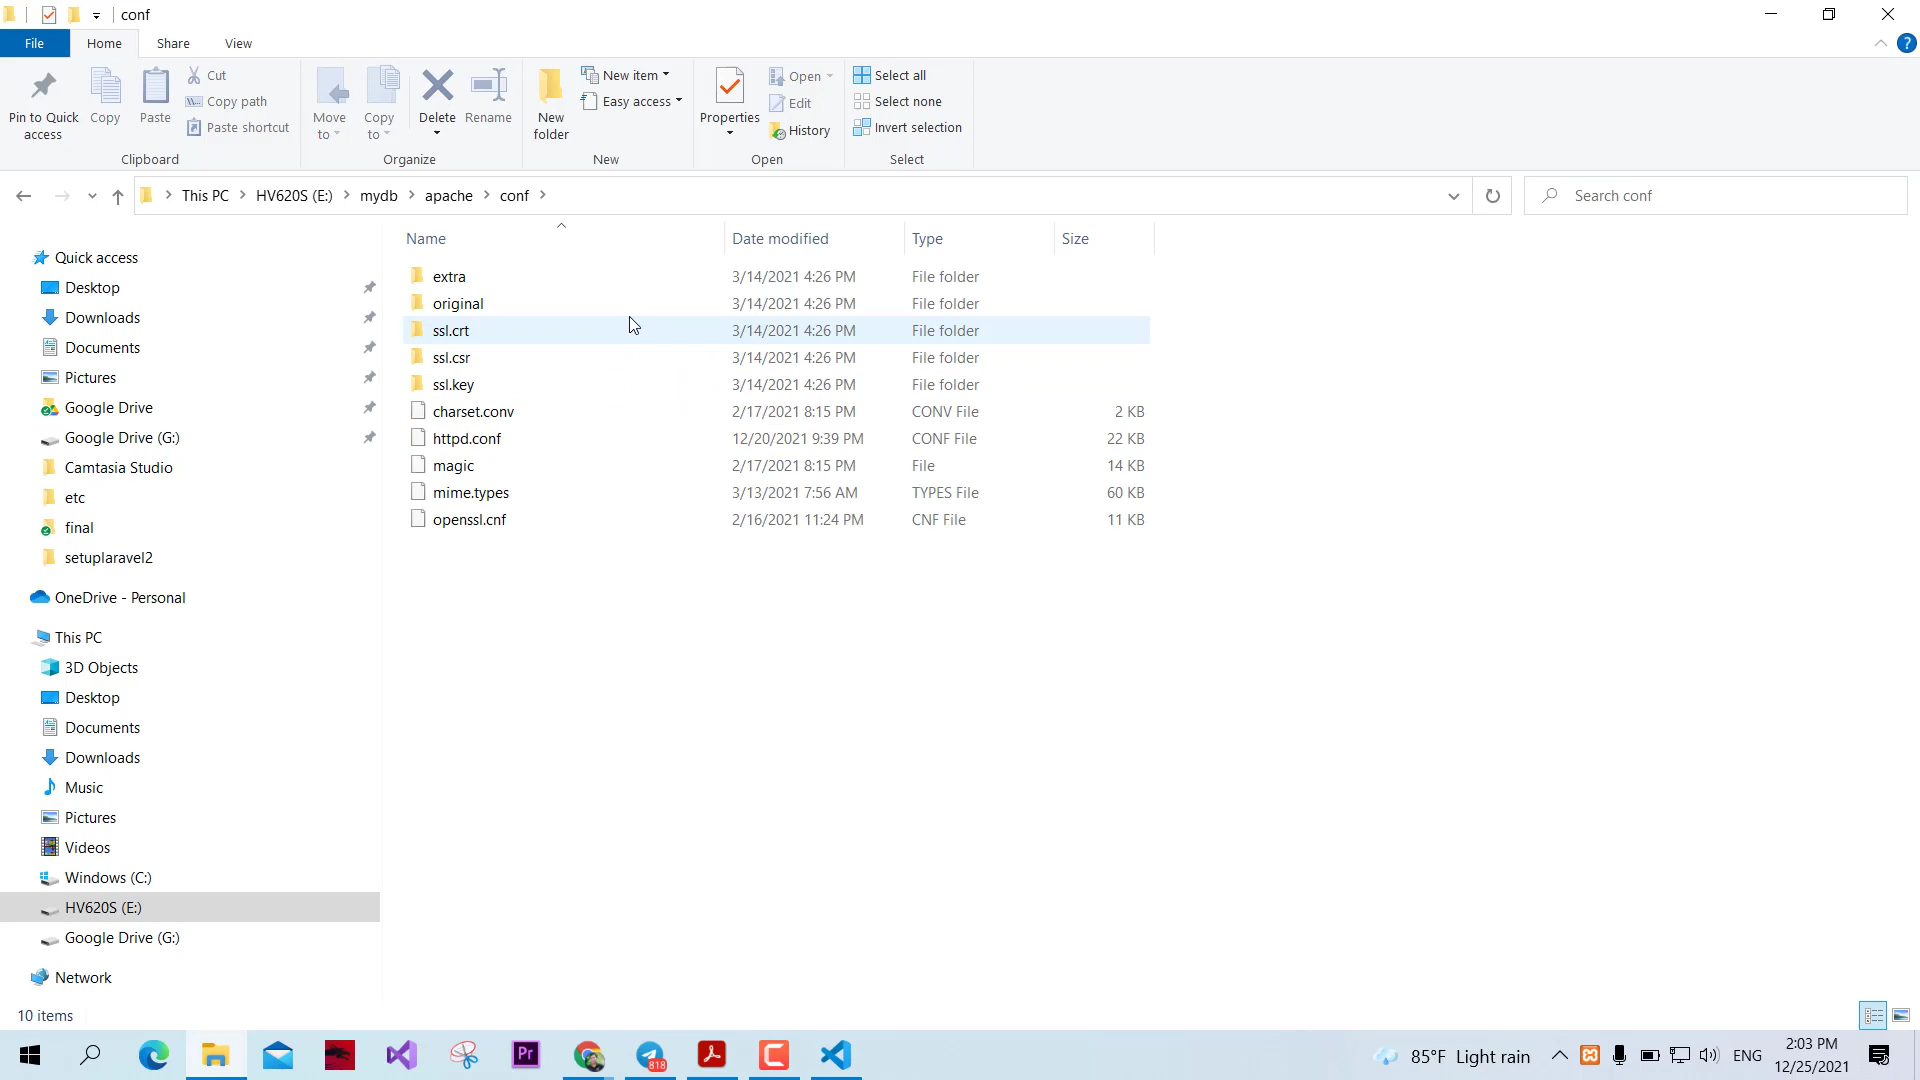 conf
File Home Share View
Pin to Quick access
Copy
Paste
Cut
Copy path
Paste shortcut
Clipboard
Move to
Copy to
Delete
Rename
Organize
New folder
New item
Easy access
New
Properties
Open
Edit
History
Open
Select all
Select none
Invert selection
Select
This PC HV620S (E:) mydb apache conf
Search conf
Name Date modified Type Size
extra 3/14/2021 4:26 PM File folder
original 3/14/2021 4:26 PM File folder
ssl.crt 3/14/2021 4:26 PM File folder
ssl.csr 3/14/2021 4:26 PM File folder
ssl.key 3/14/2021 4:26 PM File folder
charset.conv 2/17/2021 8:15 PM CONV File 2 KB
httpd.conf 12/20/2021 9:39 PM CONF File 22 KB
magic 2/17/2021 8:15 PM File 14 KB
mime.types 3/13/2021 7:56 AM TYPES File 60 KB
openssl.cnf 2/16/2021 11:24 PM CNF File 11 KB
Quick access
Desktop
Downloads
Documents
Pictures
Google Drive
Google Drive (G:)
Camtasia Studio
etc
final
setuplaravel2
OneDrive - Personal
This PC
3D Objects
Desktop
Documents
Downloads
Music
Pictures
Videos
Windows (C:)
HV620S (E:)
Google Drive (G:)
Network
10 items
Pr
818
85°F Light rain
ENG
2:03 PM
12/25/2021